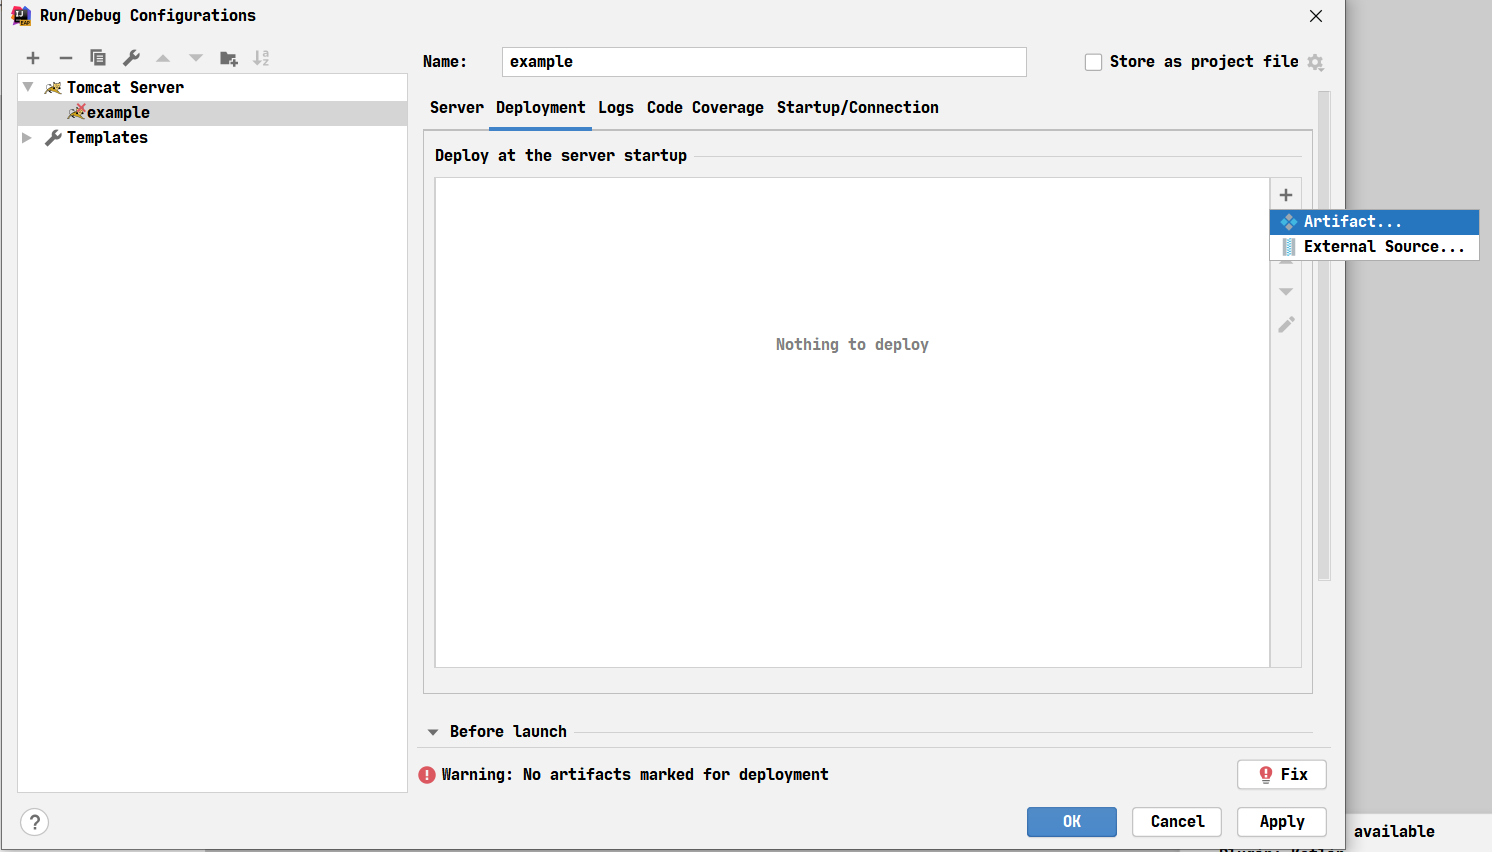 Run/Debug Configurations
Name:
example
Store as project file
Tomcat Server
example
Templates
Server Deployment Logs Code Coverage Startup/Connection
Deploy at the server startup
Artifact...
External Source...
Nothing to deploy
Before launch
Warning: No artifacts marked for deployment
Fix
?
OK
Cancel
Apply
available